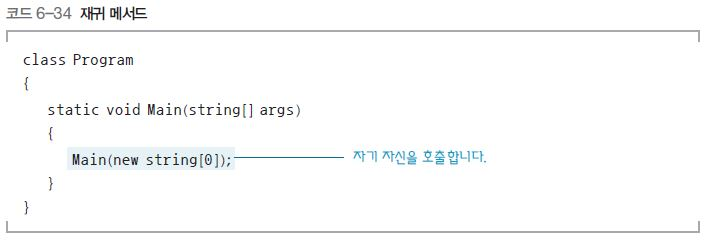 코드 6-34 재귀 메서드
class Program
{
static void Main(string[] args)
{
Main(new string[0]); 자기 자신을 호출합니다.
}
}